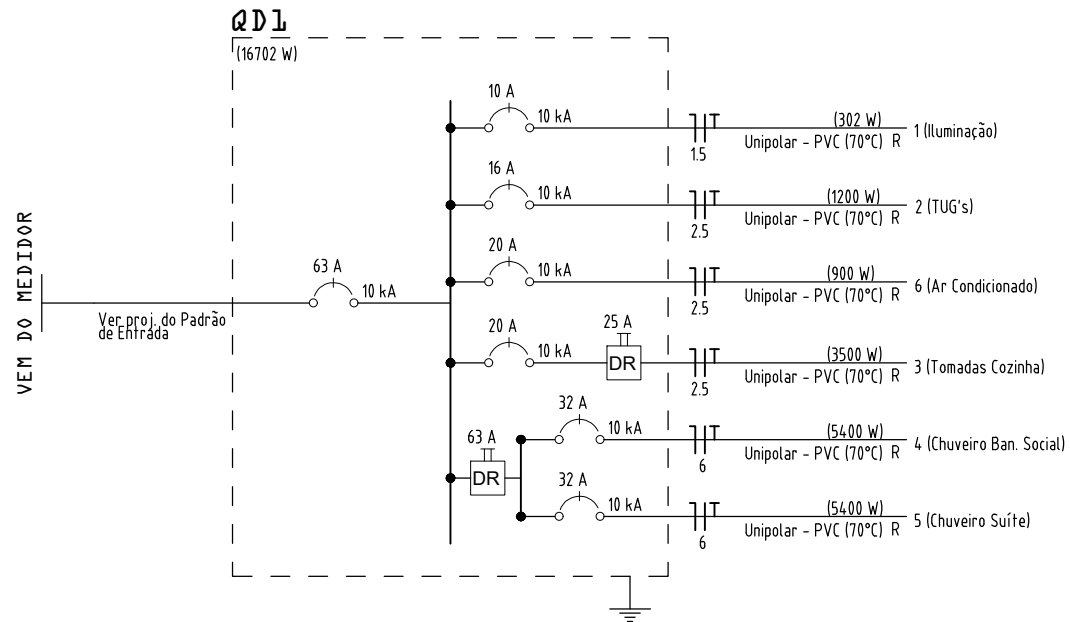 QD1
(16702 W)
VEM DO MEDIDOR
Ver proj. do Padrão
de Entrada
63 A
10 kA
10 A
10 kA
1.5
(302 W)
Unipolar - PVC (70°C) R
1 (Iluminação)
16 A
10 kA
2.5
(1200 W)
Unipolar - PVC (70°C) R
2 (TUG's)
20 A
10 kA
2.5
(900 W)
Unipolar - PVC (70°C) R
6 (Ar Condicionado)
20 A
10 kA
25 A
DR
2.5
(3500 W)
Unipolar - PVC (70°C) R
3 (Tomadas Cozinha)
63 A
DR
32 A
10 kA
6
(5400 W)
Unipolar - PVC (70°C) R
4 (Chuveiro Ban. Social)
32 A
10 kA
6
(5400 W)
Unipolar - PVC (70°C) R
5 (Chuveiro Suíte)